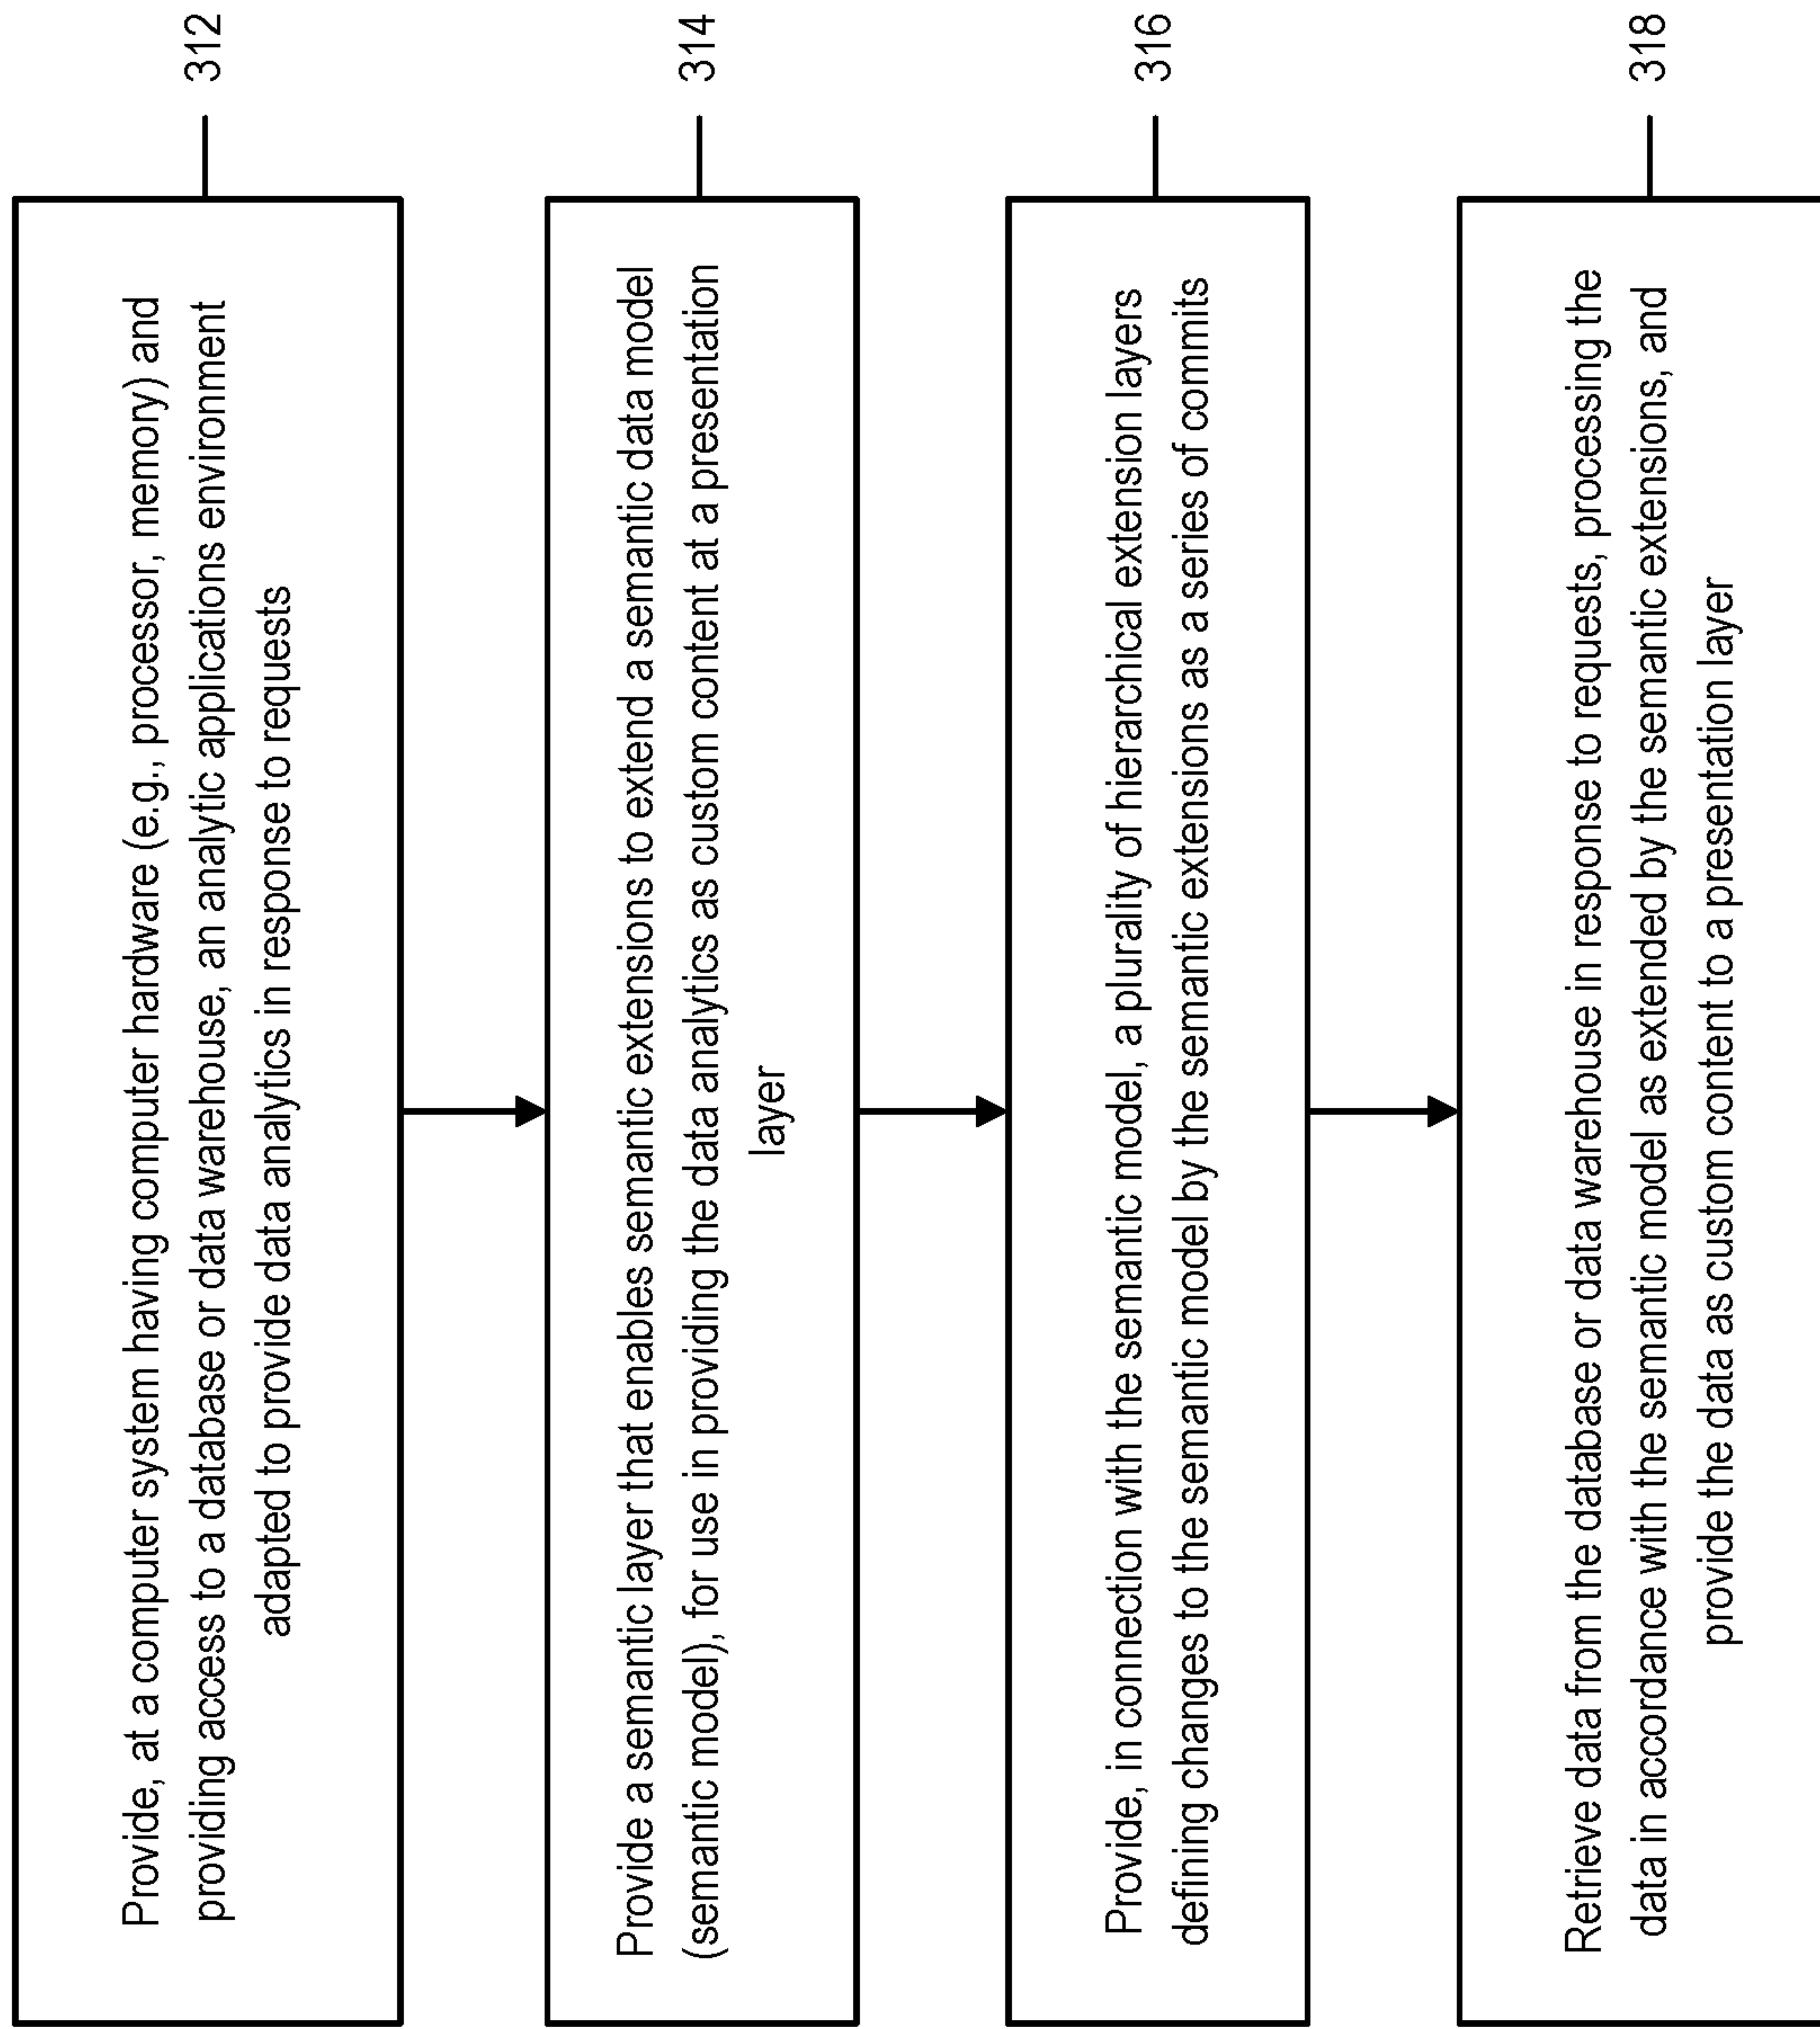 Provide, at a computer system having computer hardware (e.g., processor, memory) and
providing access to a database or data warehouse, an analytic applications environment
adapted to provide data analytics in response to requests
312
Provide a semantic layer that enables semantic extensions to extend a semantic data model
(semantic model), for use in providing the data analytics as custom content at a presentation
layer
314
Provide, in connection with the semantic model, a plurality of hierarchical extension layers
defining changes to the semantic model by the semantic extensions as a series of commits
316
Retrieve data from the database or data warehouse in response to requests, processing the
data in accordance with the semantic model as extended by the semantic extensions, and
provide the data as custom content to a presentation layer
318